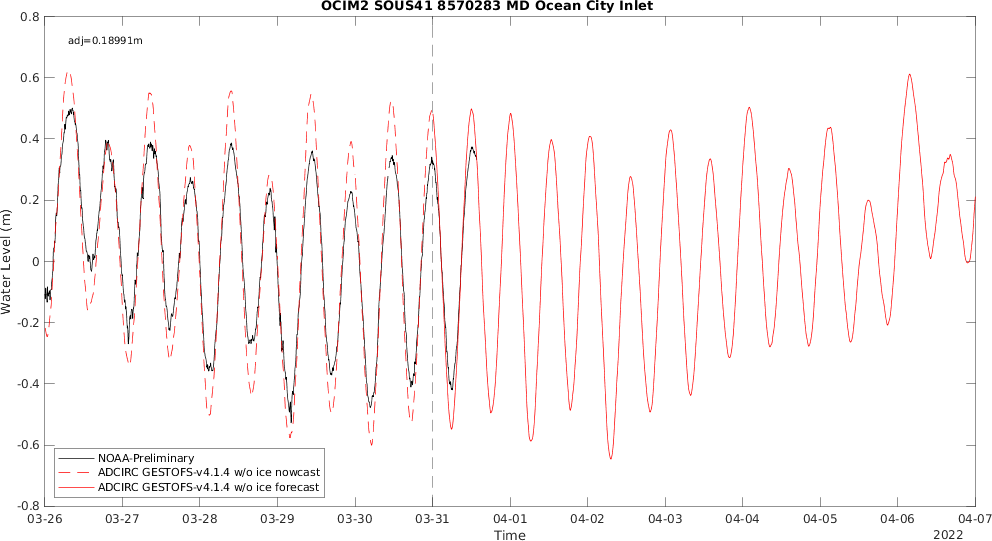 OCIM2 SOUS41 8570283 MD Ocean City Inlet
adj=0.18991m
Water Level (m)
0.8
0.6
0.4
0.2
0
-0.2
-0.4
-0.6
-0.8
NOAA-Preliminary
ADCIRC GESTOFS-v4.1.4 w/o ice nowcast
ADCIRC GESTOFS-v4.1.4 w/o ice forecast
03-26 03-27 03-28 03-29 03-30 03-31 04-01 04-02 04-03 04-04 04-05 04-06 04-07
Time
2022